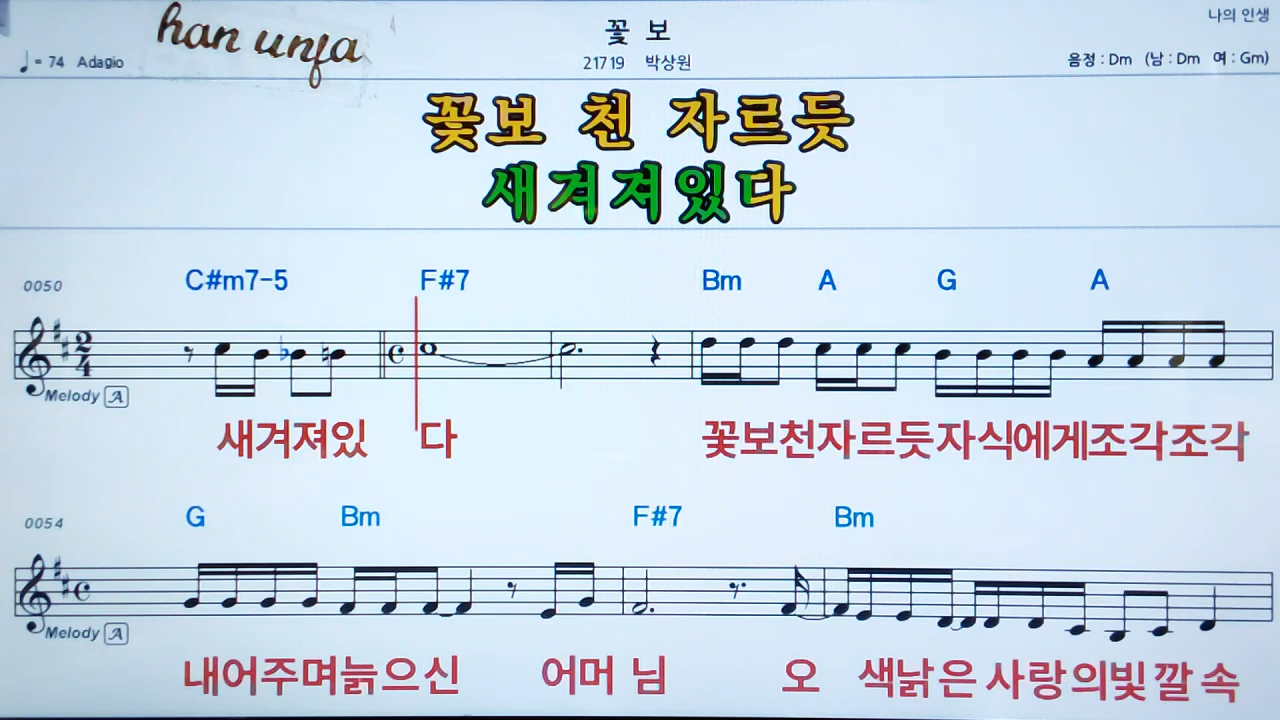 나의 인생
han unfa
꽃 보
♩= 74 Adagio
21719 박상원
음정 : Dm (남 : Dm 여 : Gm)
꽃보 천 자르듯
새겨져있다
0050
C#m7-5 F#7 Bm A G A
2/4
Melody A
새겨져있 다 꽃보천자르듯자식에게조각조각
0054
G Bm F#7 Bm
Melody A
내어주며늙으신 어머 님 오 색낡은 사랑의빛깔 속